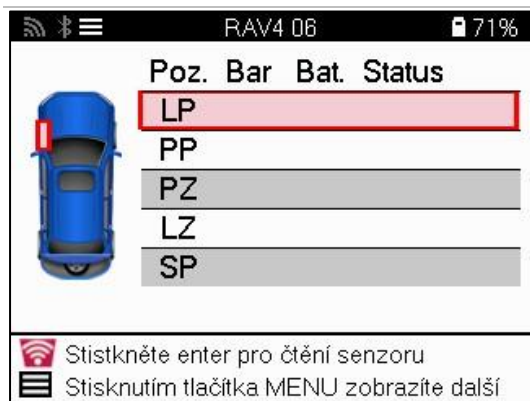 RAV4 06 71%
Poz. Bar Bat. Status
LP
PP
PZ
LZ
SP
Stistkněte enter pro čtění senzoru
Stisknutím tlačítka MENU zobrazíte další